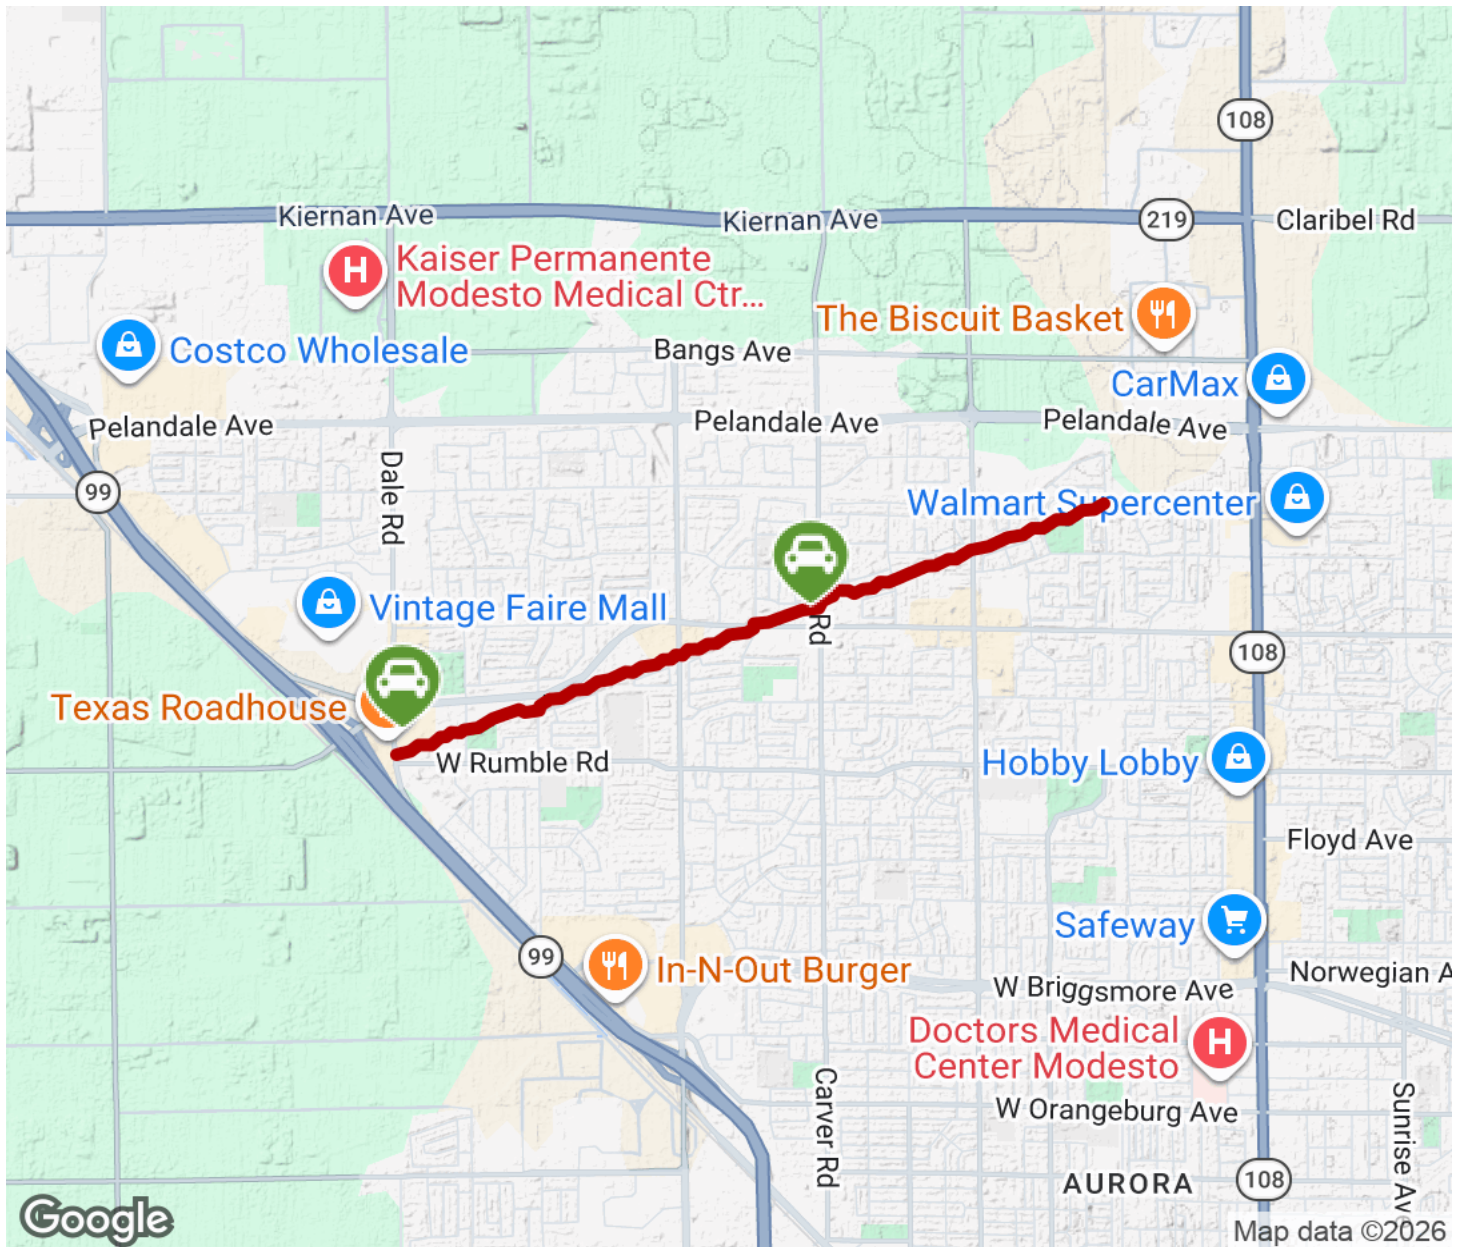 108
Kiernan Ave
Kiernan Ave
219
Claribel Rd
H
Kaiser Permanente
Modesto Medical Ctr...
The Biscuit Basket
Costco Wholesale
Bangs Ave
CarMax
Pelandale Ave
Pelandale Ave
Pelandale Ave
Dale Rd
99
Walmart Supercenter
Vintage Faire Mall
Rd
108
Texas Roadhouse
W Rumble Rd
Hobby Lobby
Floyd Ave
Safeway
99
In-N-Out Burger
W Briggsmore Ave
Norwegian A
Doctors Medical
Center Modesto
H
Carver Rd
W Orangeburg Ave
Sunrise Av
AURORA
108
Google
Map data ©2026